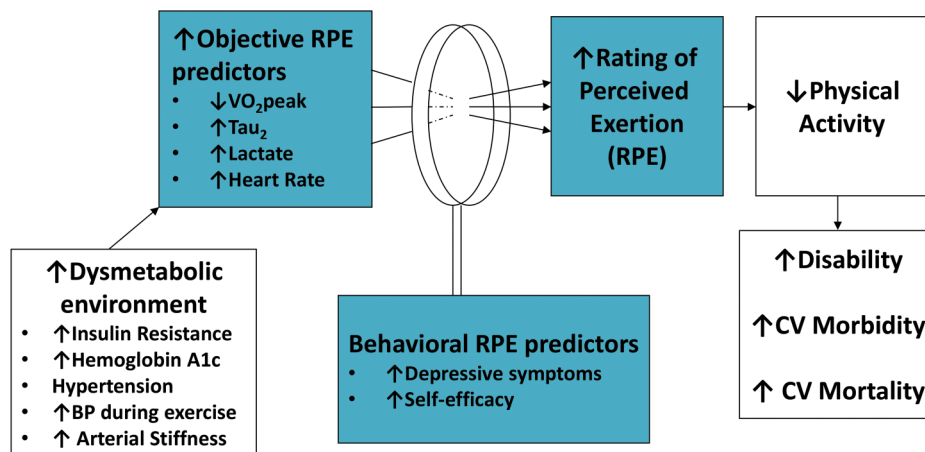 ↑Objective RPE
predictors
• ↓VO₂peak
• ↑Tau₂
• ↑Lactate
• ↑Heart Rate
↑Rating of
Perceived
Exertion
(RPE)
↓Physical
Activity
↑Dysmetabolic
environment
• ↑Insulin Resistance
• ↑Hemoglobin A1c
• Hypertension
• ↑BP during exercise
• ↑ Arterial Stiffness
Behavioral RPE predictors
• ↑Depressive symptoms
• ↑Self-efficacy
↑Disability
↑CV Morbidity
↑ CV Mortality